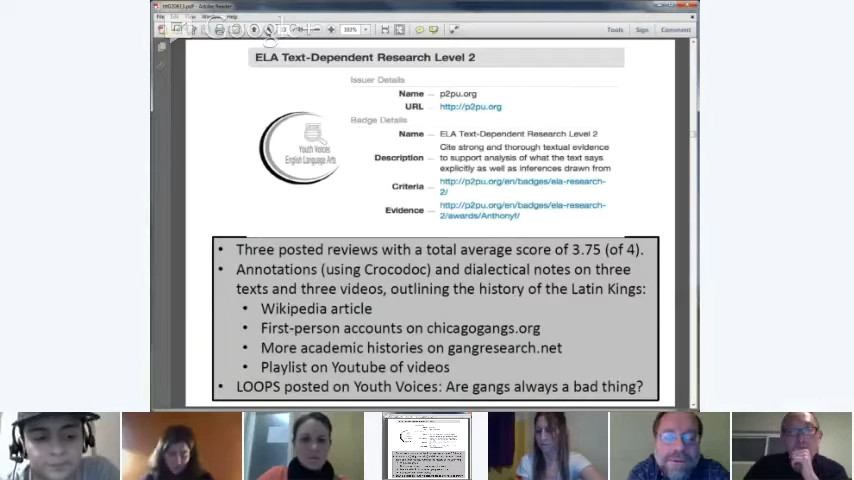 Tools
Sign
Comment
ELA Text-Dependent Research Level 2
Issuer Details
Name — p2pu.org
URL — http://p2pu.org
Badge Details
Name — ELA Text-Dependent Research Level 2
Description — Cite strong and thorough textual evidence
to support analysis of what the text says
explicitly as well as inferences drawn from
Criteria — http://p2pu.org/en/badges/ela-research-
2/
Evidence — http://p2pu.org/en/badges/ela-research-
2/awards/Anthonyf/
Youth Voices
English Language Arts
• Three posted reviews with a total average score of 3.75 (of 4).
• Annotations (using Crocodoc) and dialectical notes on three
texts and three videos, outlining the history of the Latin Kings:
• Wikipedia article
• First-person accounts on chicagogangs.org
• More academic histories on gangresearch.net
• Playlist on Youtube of videos
• LOOPS posted on Youth Voices: Are gangs always a bad thing?